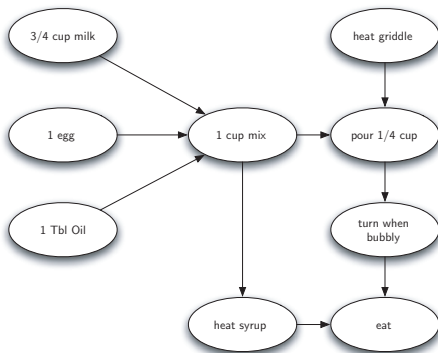 3/4 cup milk
heat griddle
1 egg
1 cup mix
pour 1/4 cup
1 Tbl Oil
turn when
bubbly
heat syrup
eat